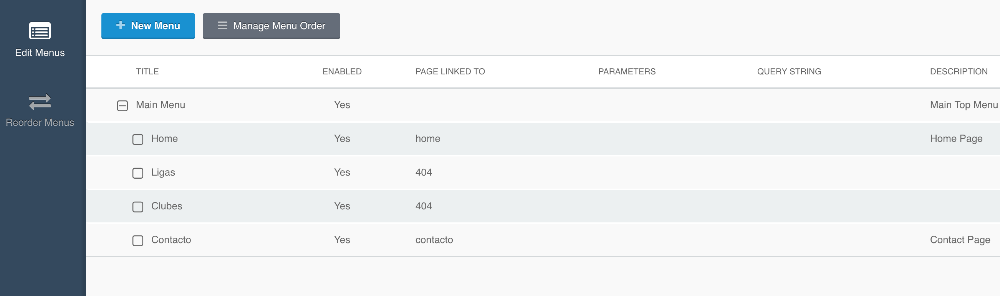 Edit Menus
Reorder Menus
New Menu
Manage Menu Order
TITLE ENABLED PAGE LINKED TO PARAMETERS QUERY STRING DESCRIPTION
Main Menu Yes Main Top Menu
Home Yes home Home Page
Ligas Yes 404
Clubes Yes 404
Contacto Yes contacto Contact Page